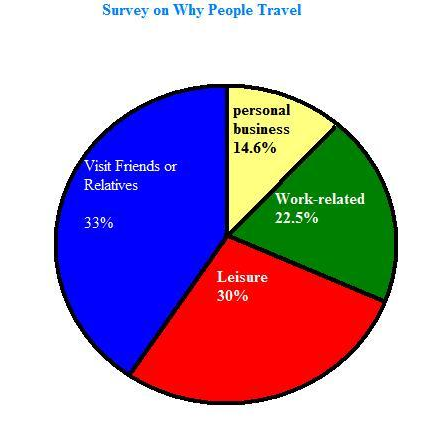 Survey on Why People Travel
personal
business
14.6%
Visit Friends or
Relatives
33%
Work-related
22.5%
Leisure
30%